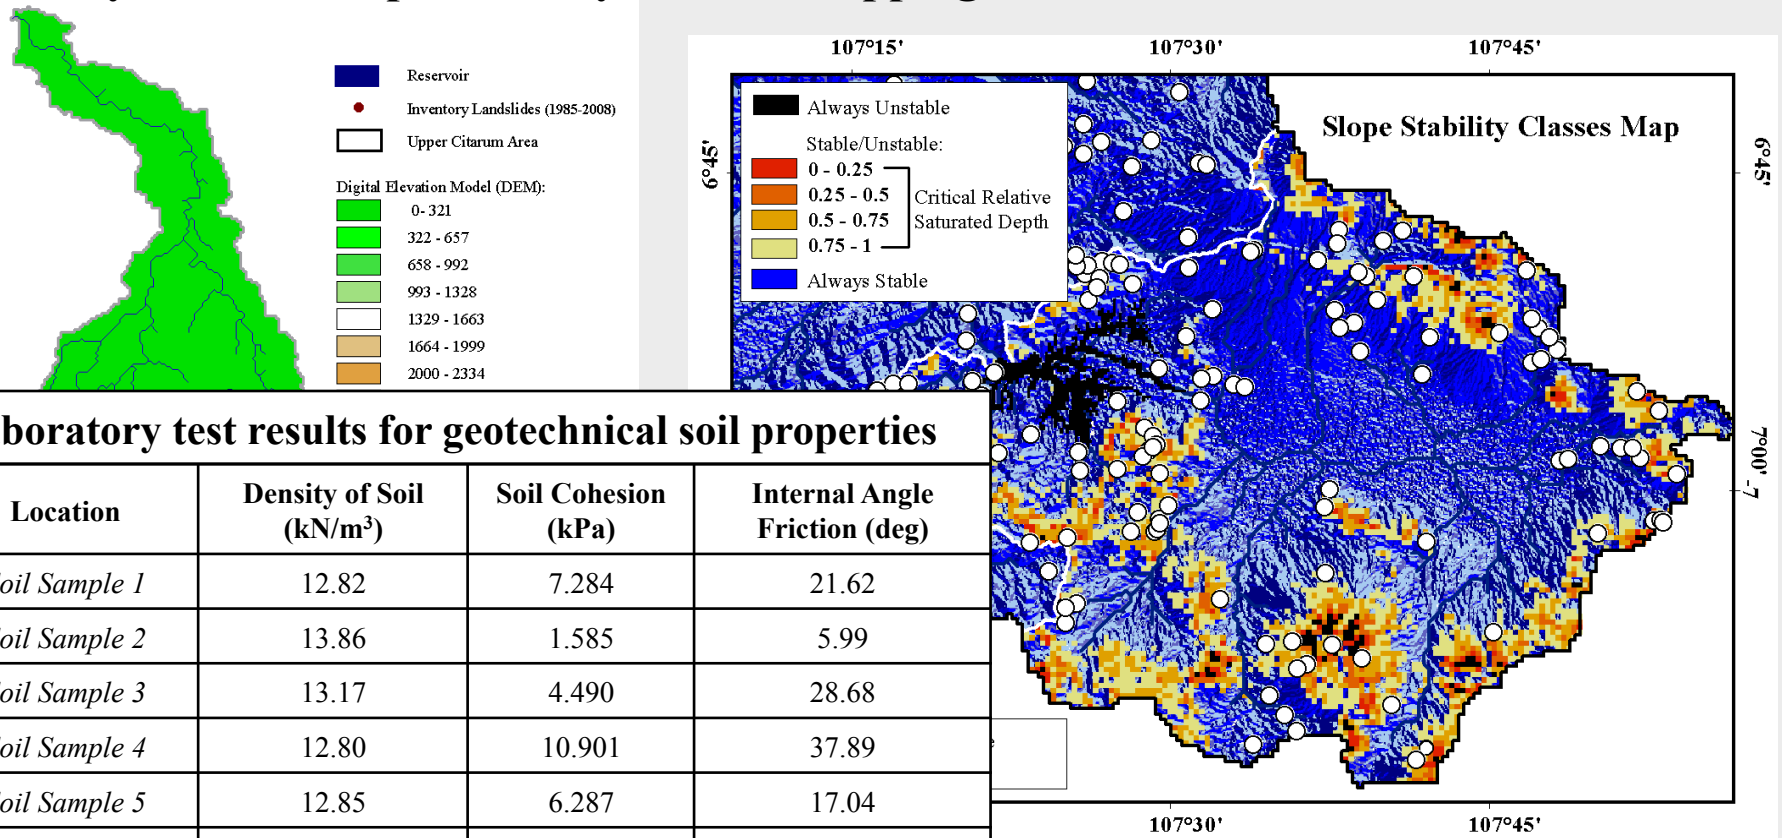 Reservoir
Inventory Landslides (1985-2008)
Upper Citarum Area
Digital Elevation Model (DEM):
0- 321
322 - 657
658 - 992
993 - 1328
1329 - 1663
1664 - 1999
2000 - 2334
107°15'
107°30'
107°45'
6°45'
6°45'
7°00'
-7
Slope Stability Classes Map
Always Unstable
Stable/Unstable:
0 - 0.25
0.25 - 0.5
0.5 - 0.75
0.75 - 1
Critical Relative
Saturated Depth
Always Stable
107°30'
107°45'
boratory test results for geotechnical soil properties
Location
Density of Soil
(kN/m³)
Soil Cohesion
(kPa)
Internal Angle
Friction (deg)
oil Sample 1
12.82
7.284
21.62
oil Sample 2
13.86
1.585
5.99
oil Sample 3
13.17
4.490
28.68
oil Sample 4
12.80
10.901
37.89
oil Sample 5
12.85
6.287
17.04